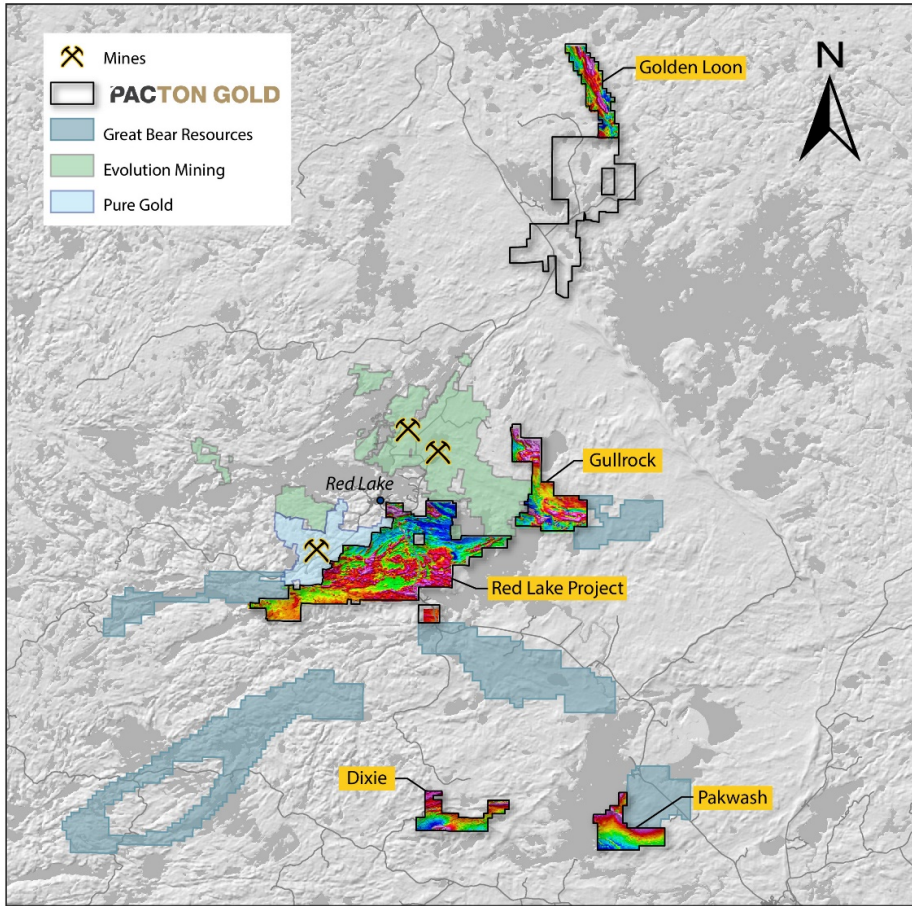 Mines
PACTON GOLD
Great Bear Resources
Evolution Mining
Pure Gold
N
Golden Loon
Gullrock
Red Lake
Red Lake Project
Dixie
Pakwash